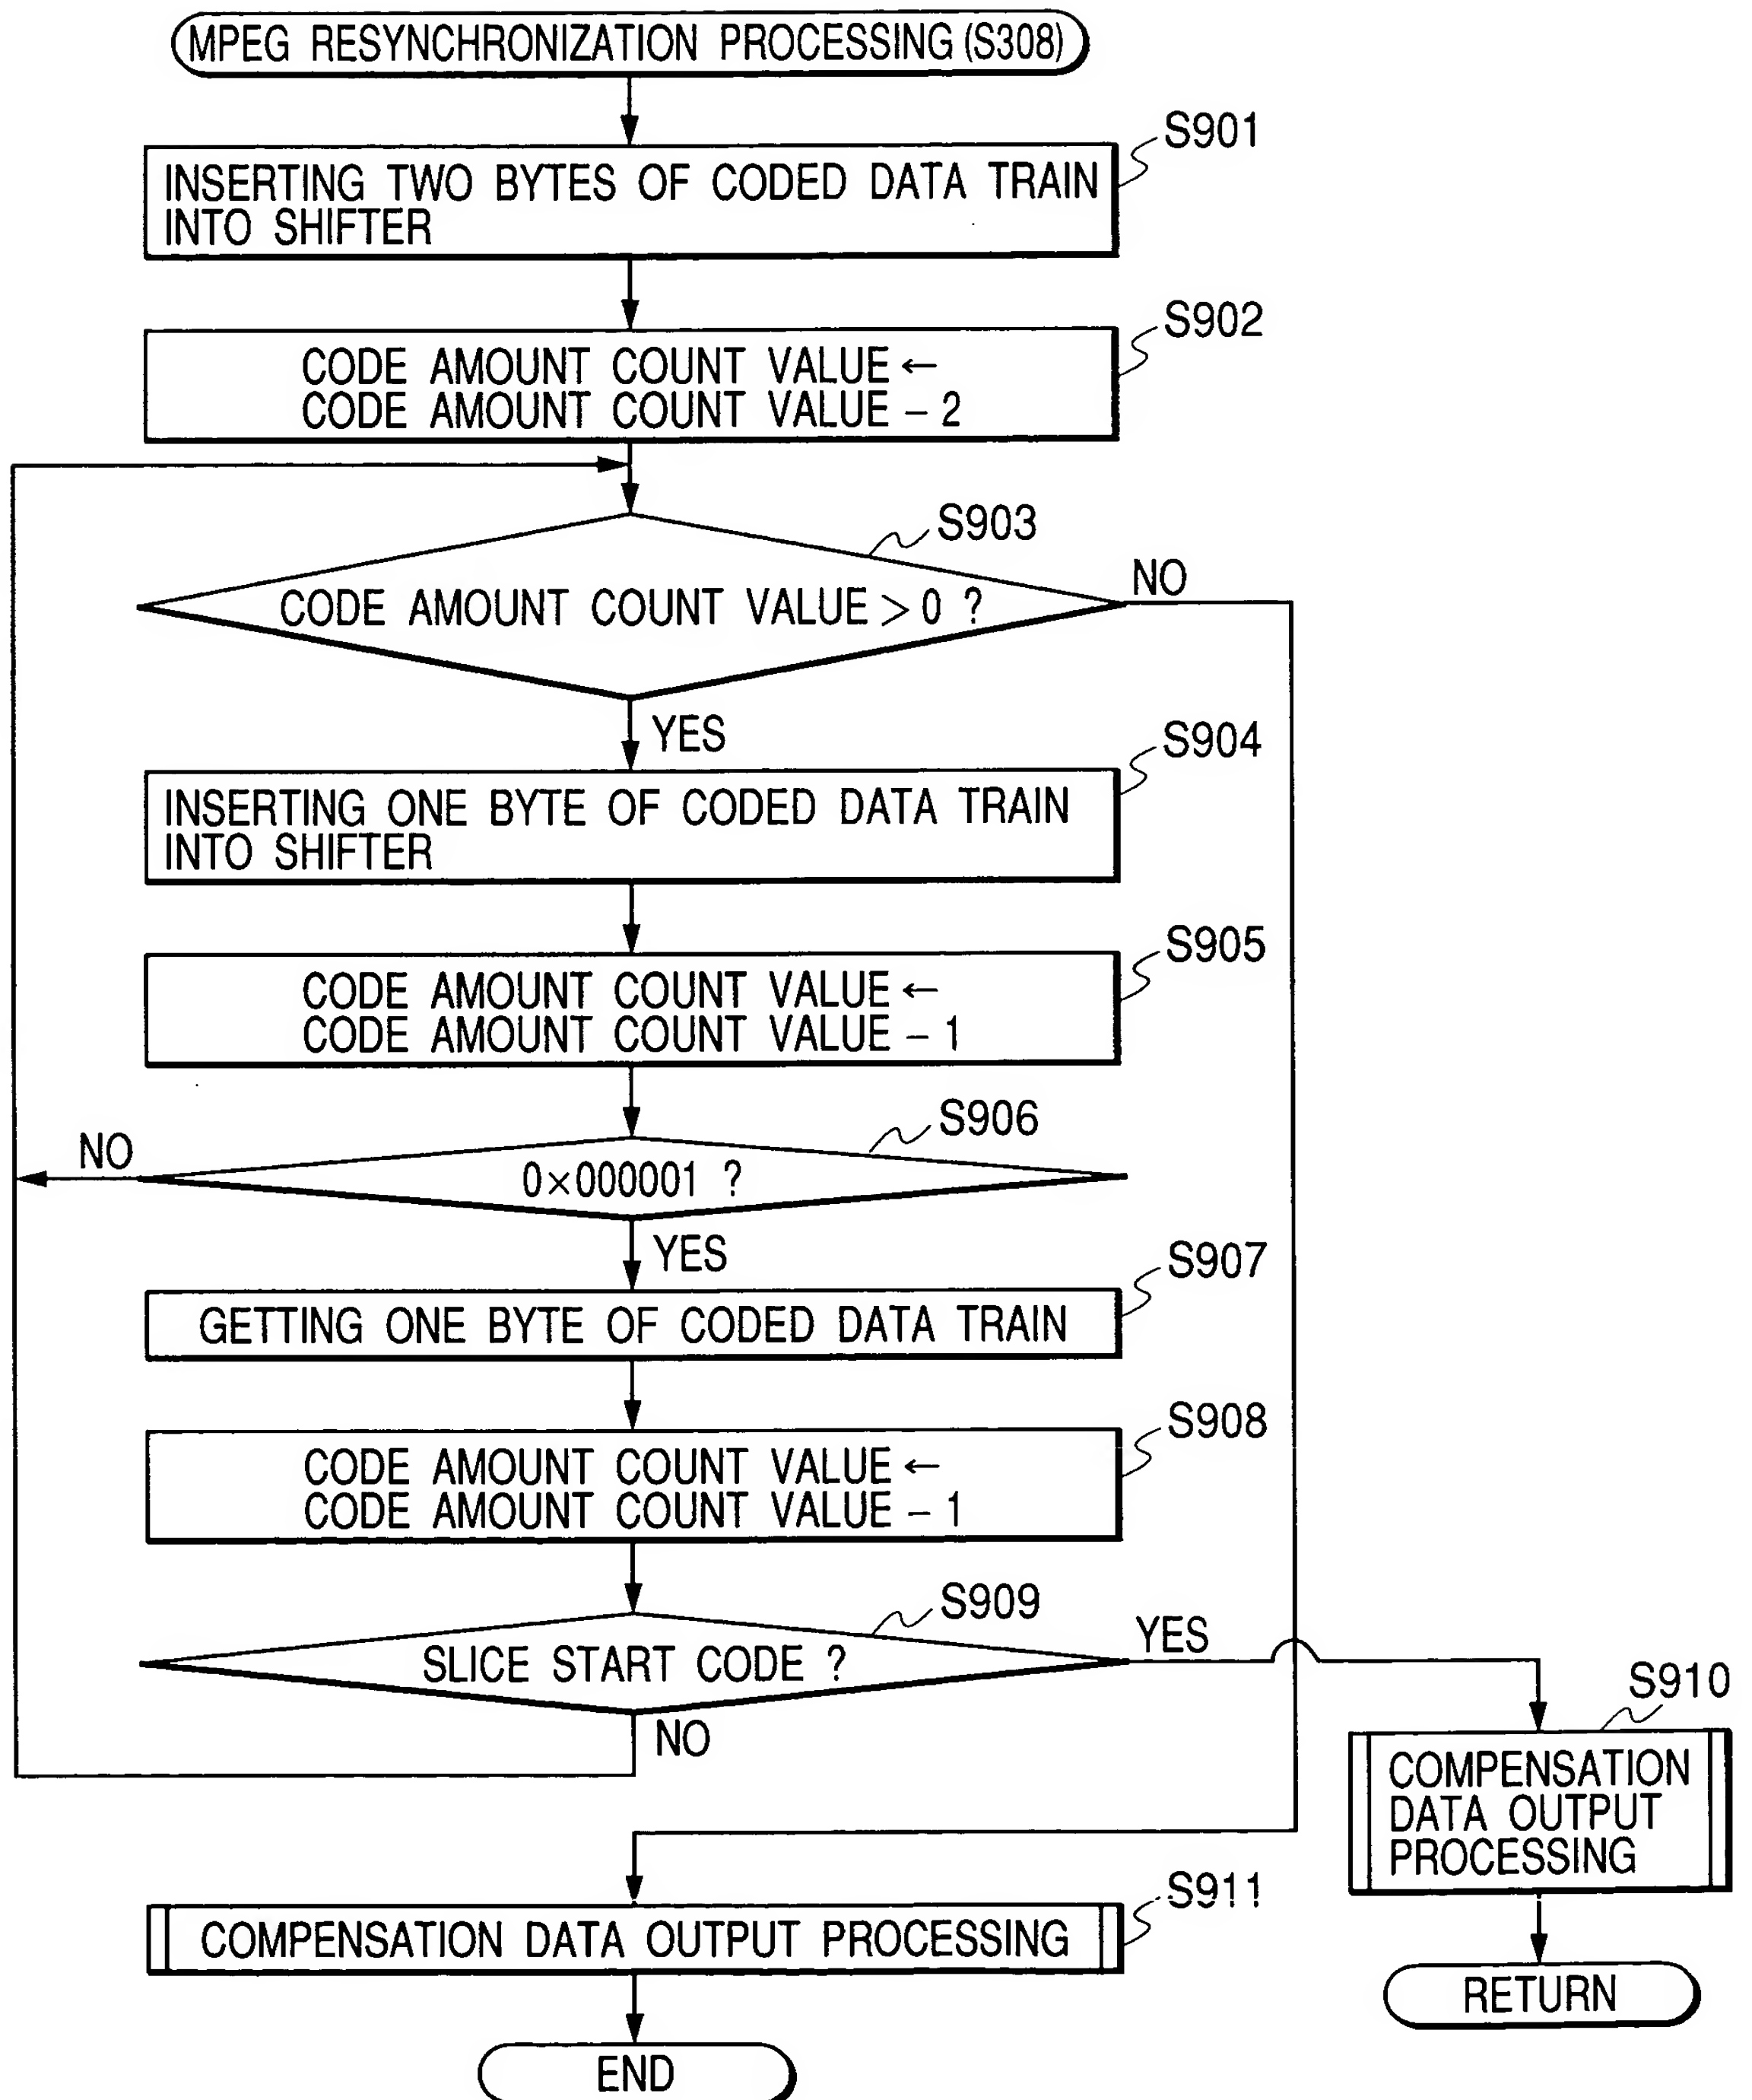 MPEG RESYNCHRONIZATION PROCESSING (S308)
S901
INSERTING TWO BYTES OF CODED DATA TRAIN
INTO SHIFTER
S902
CODE AMOUNT COUNT VALUE ←
CODE AMOUNT COUNT VALUE – 2
S903
CODE AMOUNT COUNT VALUE > 0 ?
NO
YES
S904
INSERTING ONE BYTE OF CODED DATA TRAIN
INTO SHIFTER
S905
CODE AMOUNT COUNT VALUE ←
CODE AMOUNT COUNT VALUE – 1
S906
NO
0×000001 ?
YES
S907
GETTING ONE BYTE OF CODED DATA TRAIN
S908
CODE AMOUNT COUNT VALUE ←
CODE AMOUNT COUNT VALUE – 1
S909
SLICE START CODE ?
YES
NO
S910
COMPENSATION
DATA OUTPUT
PROCESSING
S911
COMPENSATION DATA OUTPUT PROCESSING
RETURN
END